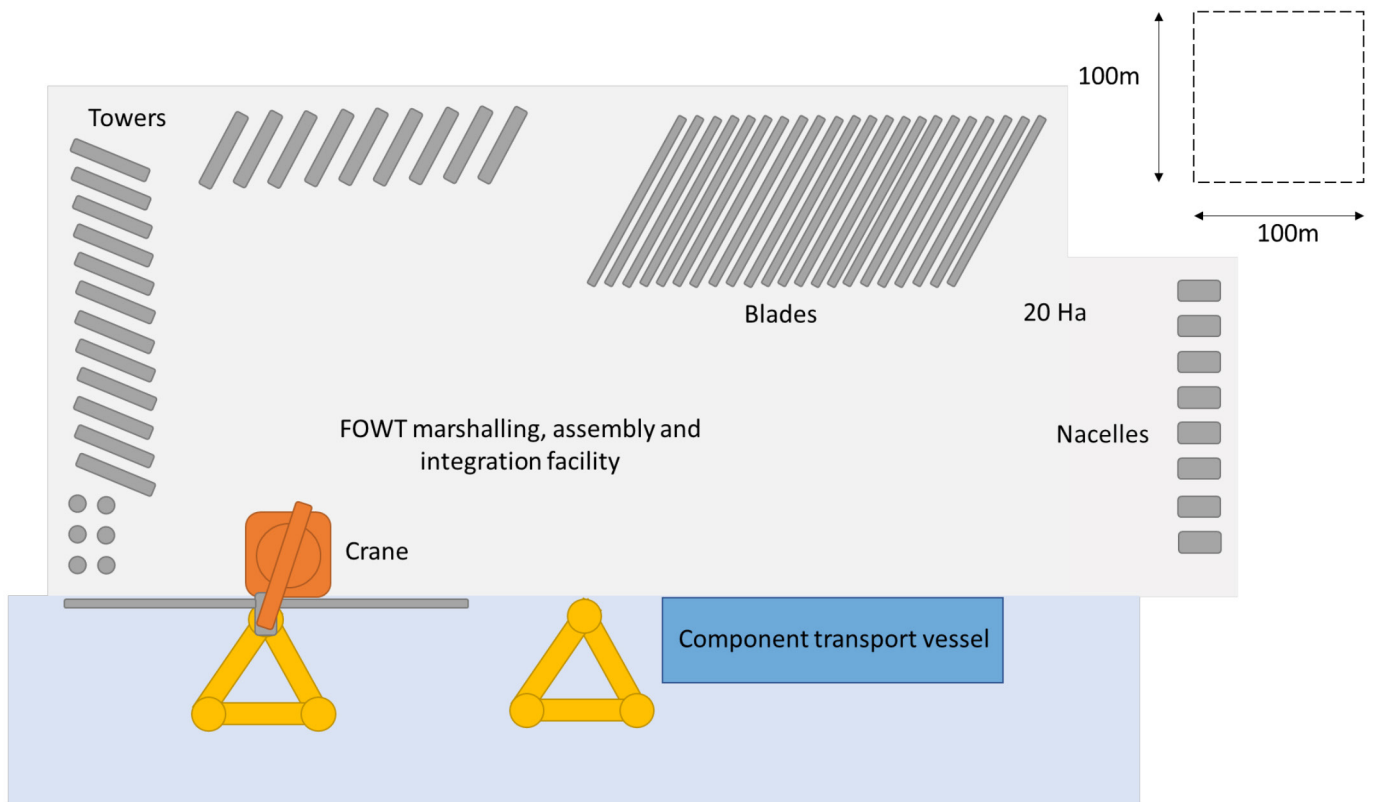 100m
100m
Towers
Blades
20 Ha
FOWT marshalling, assembly and
integration facility
Nacelles
Crane
Component transport vessel